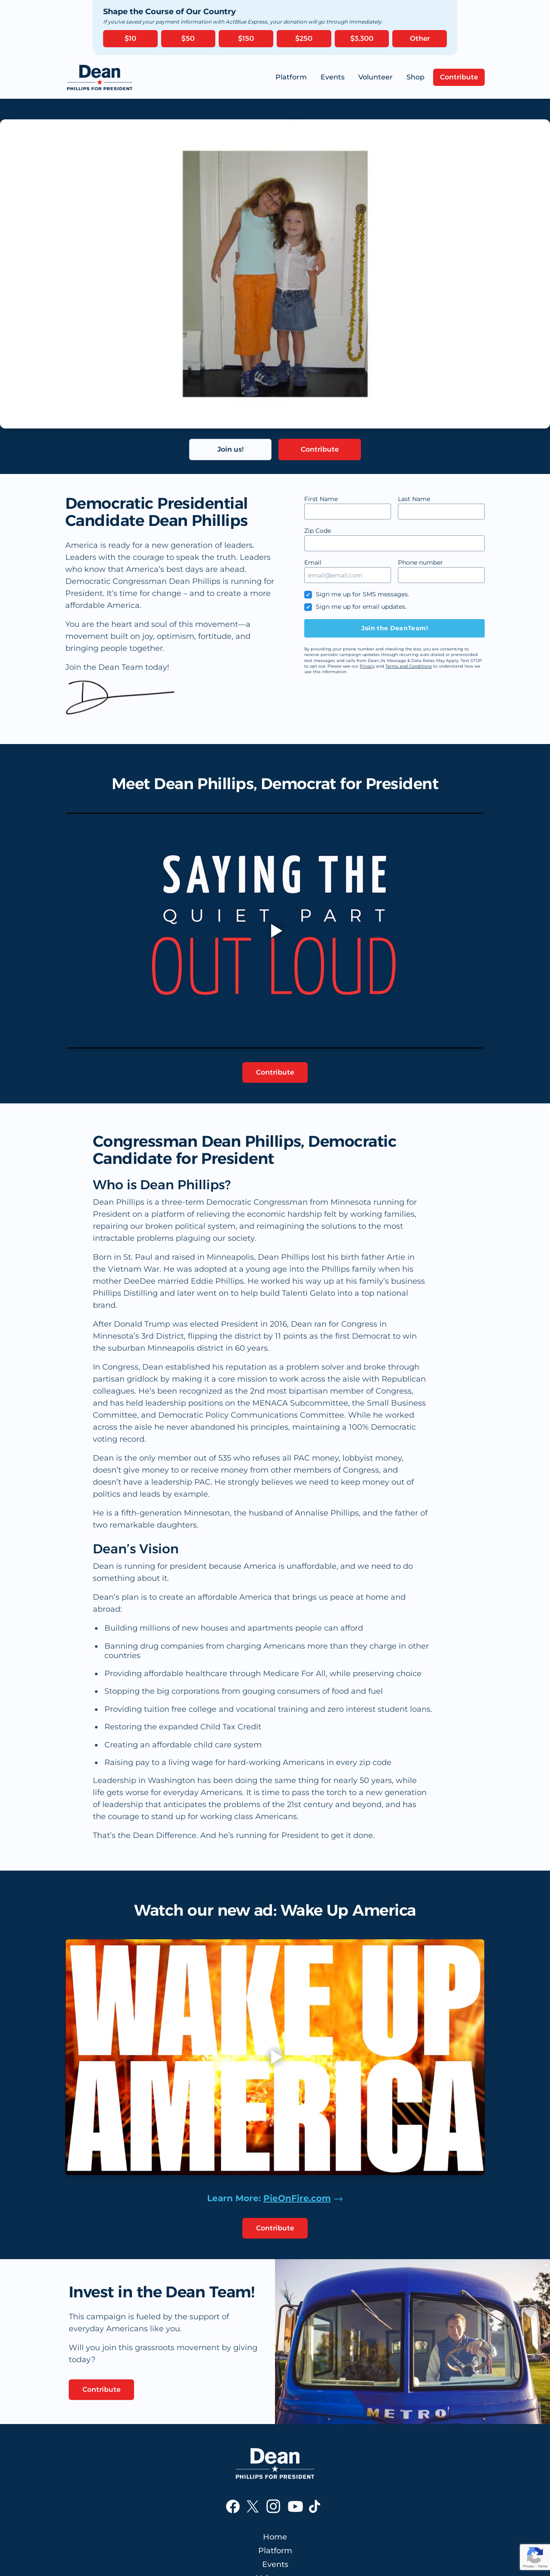 Shape the Course of Our Country
If you've saved your payment information with ActBlue Express, your donation will go through immediately.
$10 $50 $150 $250 $3,300 Other
Dean
PHILLIPS FOR PRESIDENT
Platform Events Volunteer Shop Contribute
Join us! Contribute
Democratic Presidential
Candidate Dean Phillips
America is ready for a new generation of leaders.
Leaders with the courage to speak the truth. Leaders
who know that America's best days are ahead.
Democratic Congressman Dean Phillips is running for
President. It's time for change – and to create a more
affordable America.
You are the heart and soul of this movement—a
movement built on joy, optimism, fortitude, and
bringing people together.
Join the Dean Team today!
First Name Last Name
Zip Code
Email Phone number
email@email.com
Sign me up for SMS messages.
Sign me up for email updates.
Join the DeanTeam!
By providing your phone number and checking the box, you are consenting to
receive periodic campaign updates through recurring auto dialed or prerecorded
text messages and calls from Dean 24. Message & Data Rates May Apply. Text STOP
to opt out. Please see our Privacy and Terms and Conditions to understand how we
use this information.
Meet Dean Phillips, Democrat for President
SAYING THE
QUIET PART
OUT LOUD
Contribute
Congressman Dean Phillips, Democratic
Candidate for President
Who is Dean Phillips?
Dean Phillips is a three-term Democratic Congressman from Minnesota running for
President on a platform of relieving the economic hardship felt by working families,
repairing our broken political system, and reimagining the solutions to the most
intractable problems plaguing our society.
Born in St. Paul and raised in Minneapolis, Dean Phillips lost his birth father Artie in
the Vietnam War. He was adopted at a young age into the Phillips family when his
mother DeeDee married Eddie Phillips. He worked his way up at his family's business
Phillips Distilling and later went on to help build Talenti Gelato into a top national
brand.
After Donald Trump was elected President in 2016, Dean ran for Congress in
Minnesota's 3rd District, flipping the district by 11 points as the first Democrat to win
the suburban Minneapolis district in 60 years.
In Congress, Dean established his reputation as a problem solver and broke through
partisan gridlock by making it a core mission to work across the aisle with Republican
colleagues. He's been recognized as the 2nd most bipartisan member of Congress,
and has held leadership positions on the MENACA Subcommittee, the Small Business
Committee, and Democratic Policy Communications Committee. While he worked
across the aisle he never abandoned his principles, maintaining a 100% Democratic
voting record.
Dean is the only member out of 535 who refuses all PAC money, lobbyist money,
doesn't give money to or receive money from other members of Congress, and
doesn't have a leadership PAC. He strongly believes we need to keep money out of
politics and leads by example.
He is a fifth-generation Minnesotan, the husband of Annalise Phillips, and the father of
two remarkable daughters.
Dean's Vision
Dean is running for president because America is unaffordable, and we need to do
something about it.
Dean's plan is to create an affordable America that brings us peace at home and
abroad:
• Building millions of new houses and apartments people can afford
• Banning drug companies from charging Americans more than they charge in other
countries
• Providing affordable healthcare through Medicare For All, while preserving choice
• Stopping the big corporations from gouging consumers of food and fuel
• Providing tuition free college and vocational training and zero interest student loans.
• Restoring the expanded Child Tax Credit
• Creating an affordable child care system
• Raising pay to a living wage for hard-working Americans in every zip code
Leadership in Washington has been doing the same thing for nearly 50 years, while
life gets worse for everyday Americans. It is time to pass the torch to a new generation
of leadership that anticipates the problems of the 21st century and beyond, and has
the courage to stand up for working class Americans.
That's the Dean Difference. And he's running for President to get it done.
Watch our new ad: Wake Up America
WAKE UP
AMERICA
Learn More: PieOnFire.com →
Contribute
Invest in the Dean Team!
This campaign is fueled by the support of
everyday Americans like you.
Will you join this grassroots movement by giving
today?
Contribute
METRO
Dean
PHILLIPS FOR PRESIDENT
Home
Platform
Events
Privacy - Terms